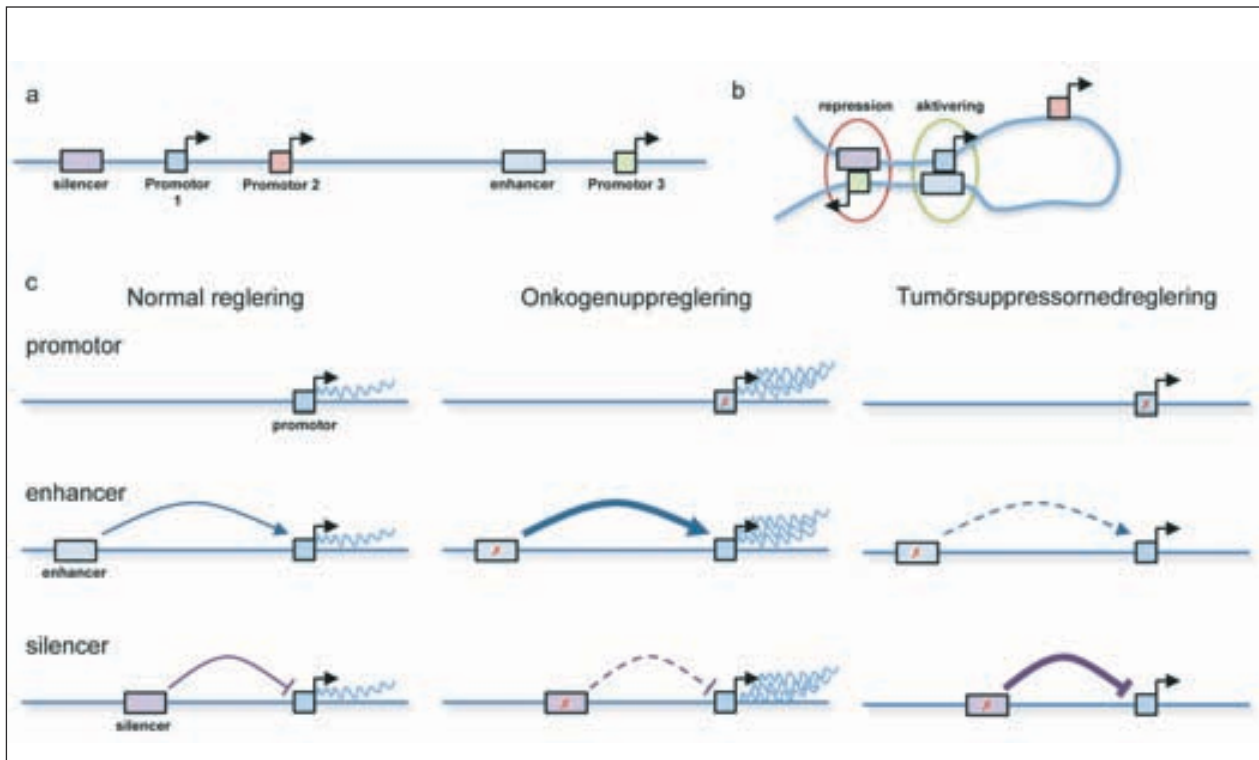 a
b
repression
aktivering
silencer
Promotor
1
Promotor 2
enhancer
Promotor 3
c
Normal reglering
Onkogenuppreglering
Tumörsuppressornedreglering
promotor
promotor
enhancer
enhancer
silencer
silencer